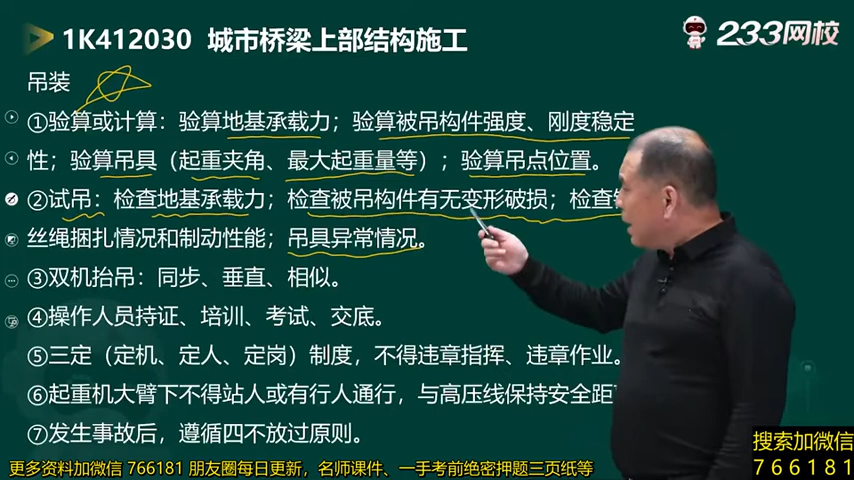 1K412030 城市桥梁上部结构施工
233网校
吊装
①验算或计算：验算地基承载力；验算被吊构件强度、刚度稳定
性；验算吊具（起重夹角、最大起重量等）；验算吊点位置。
②试吊：检查地基承载力；检查被吊构件有无变形破损；检查
丝绳捆扎情况和制动性能；吊具异常情况。
③双机抬吊：同步、垂直、相似。
④操作人员持证、培训、考试、交底。
⑤三定（定机、定人、定岗）制度，不得违章指挥、违章作业。
⑥起重机大臂下不得站人或有行人通行，与高压线保持安全距
⑦发生事故后，遵循四不放过原则。
搜索加微信
766181
更多资料加微信 766181 朋友圈每日更新，名师课件、一手考前绝密押题三页纸等